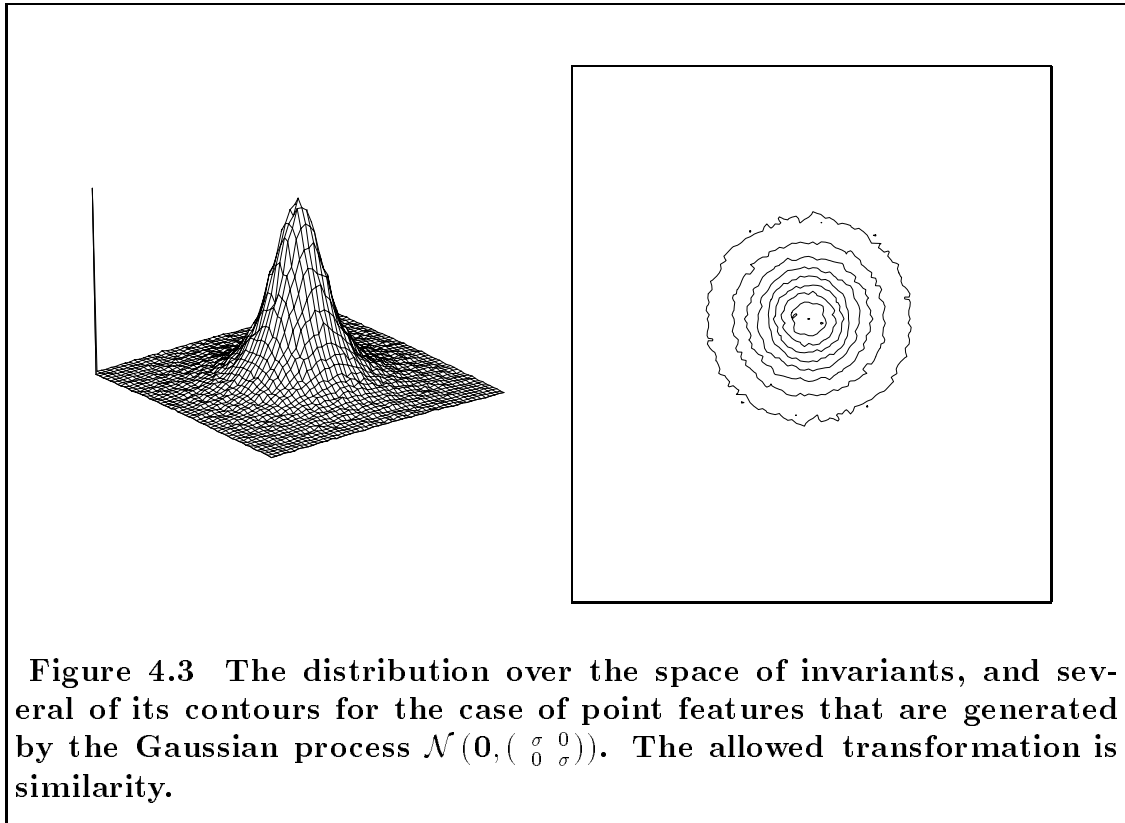 Figure 4.3 The distribution over the space of invariants, and sev-
eral of its contours for the case of point features that are generated
by the Gaussian process 𝒩(0, ( σ 0 0 σ )). The allowed transformation is
similarity.